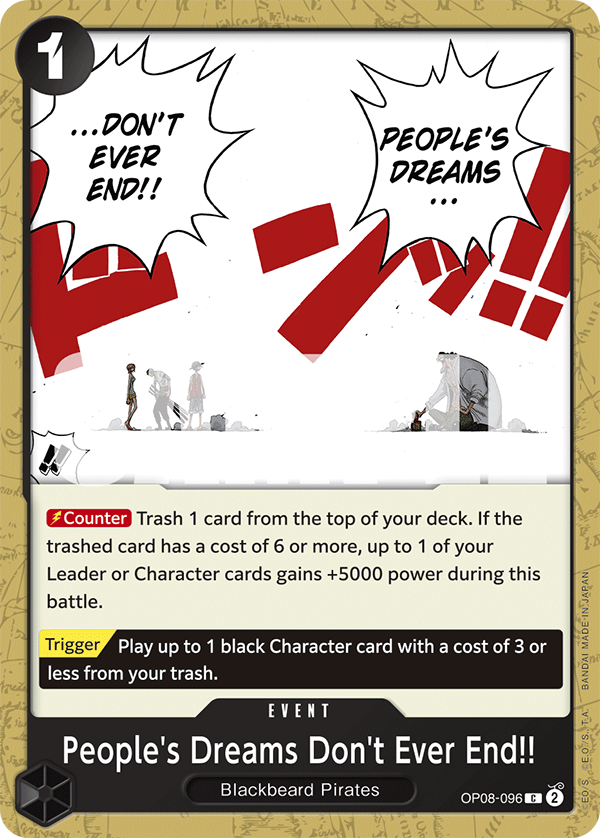 1
PEOPLE'S
DREAMS
...
...DON'T
EVER
END!!
ドン!!
!!
Counter Trash 1 card from the top of your deck. If the
trashed card has a cost of 6 or more, up to 1 of your
Leader or Character cards gains +5000 power during this
battle.
Trigger Play up to 1 black Character card with a cost of 3 or
less from your trash.
EVENT
People's Dreams Don't Ever End!!
Blackbeard Pirates
OP08-096 C 2
©E.O./S. ©E.O./S.,T.A. BANDAI MADE IN JAPAN